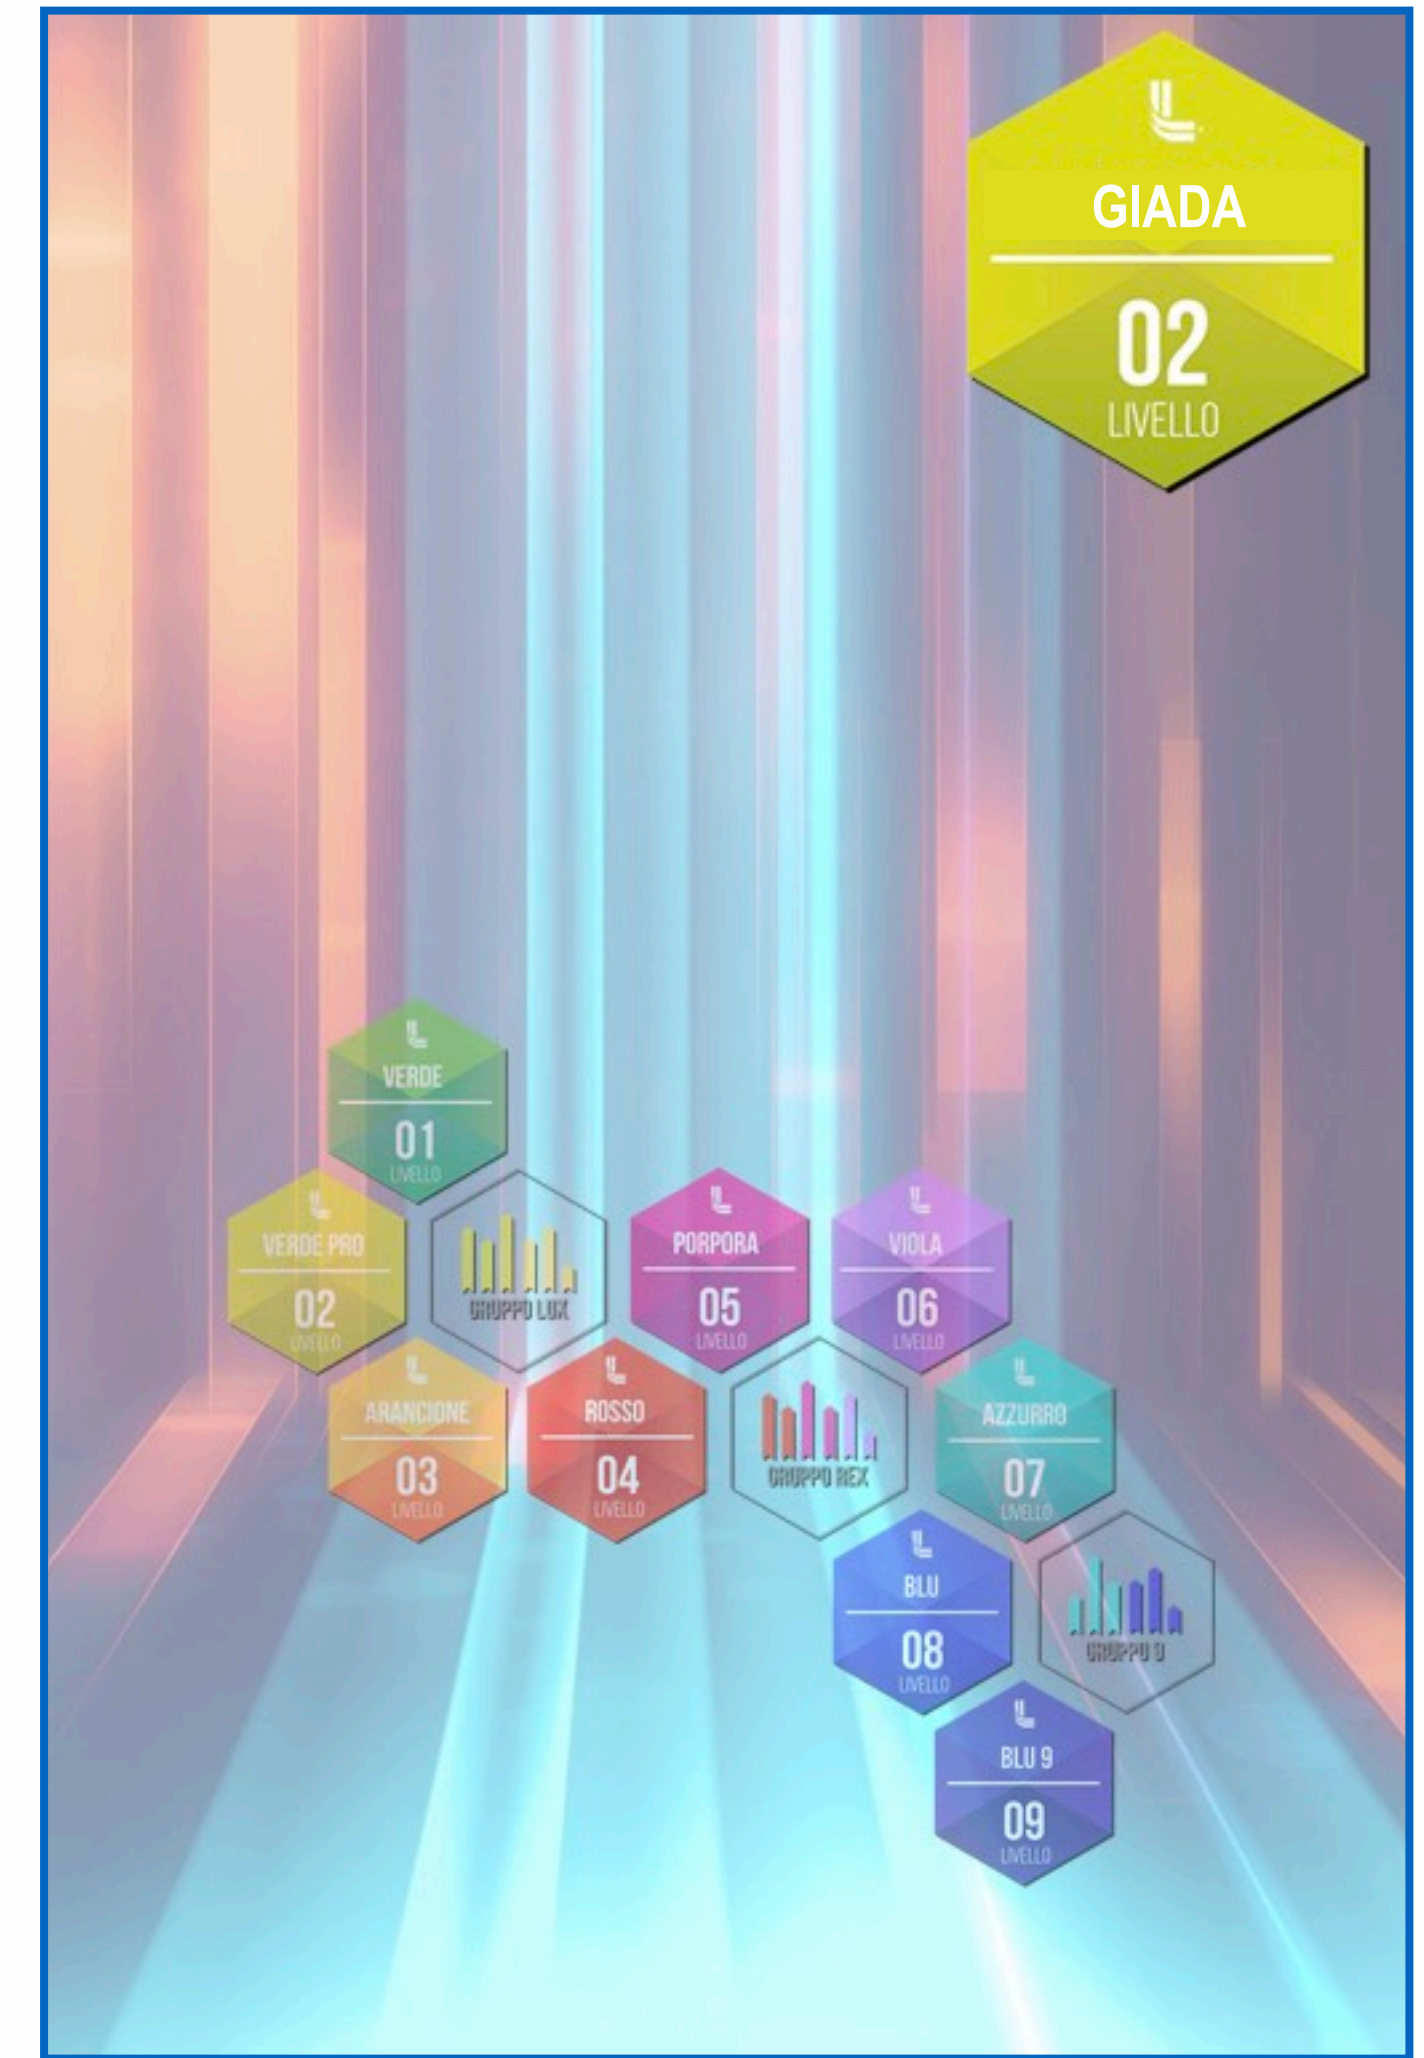 GIADA
02
LIVELLO
VERDE
01
LIVELLO
VERDE PRO
02
LIVELLO
GRUPPO LUX
PORPORA
05
LIVELLO
VIOLA
06
LIVELLO
ARANCIONE
03
LIVELLO
ROSSO
04
LIVELLO
GRUPPO REX
AZZURRO
07
LIVELLO
BLU
08
LIVELLO
GRUPPO 9
BLU 9
09
LIVELLO